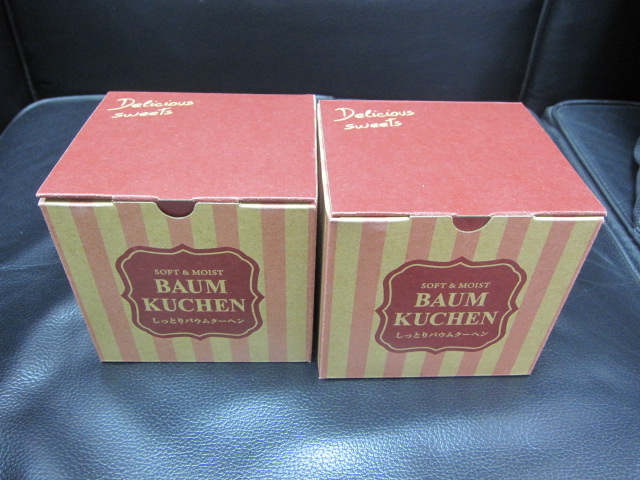 Delicious
sweets
SOFT & MOIST
BAUM
KUCHEN
しっとりバウムクーヘン
Delicious
sweets
SOFT & MOIST
BAUM
KUCHEN
しっとりバウムクーヘン